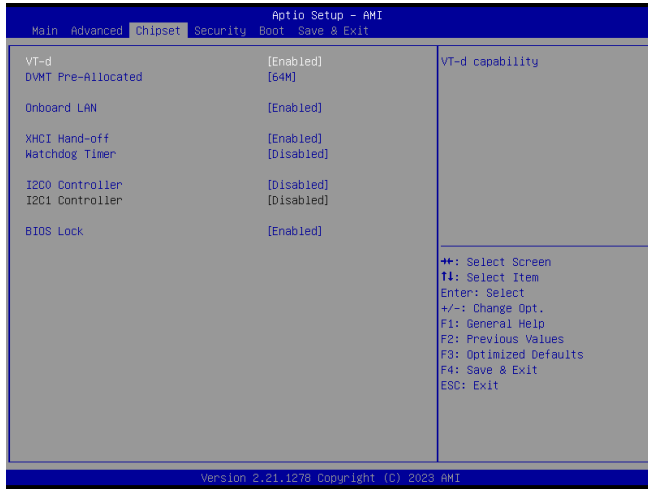 Aptio Setup – AMI
Main Advanced Chipset Security Boot Save & Exit
VT-d [Enabled]
DVMT Pre-Allocated [64M]
Onboard LAN [Enabled]
XHCI Hand-off [Enabled]
Watchdog Timer [Disabled]
I2C0 Controller [Disabled]
I2C1 Controller [Disabled]
BIOS Lock [Enabled]
VT-d capability
→←: Select Screen
↑↓: Select Item
Enter: Select
+/-: Change Opt.
F1: General Help
F2: Previous Values
F3: Optimized Defaults
F4: Save & Exit
ESC: Exit
Version 2.21.1278 Copyright (C) 2023 AMI